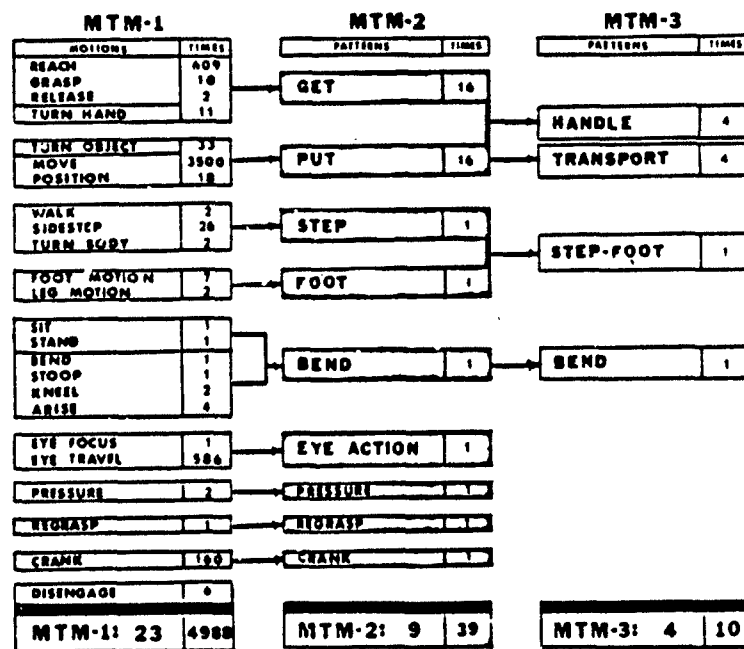 MTM-1
MOTIONS TIMES
REACH 609
GRASP 10
RELEASE 2
TURN HAND 11
TURN OBJECT 33
MOVE 3500
POSITION 18
WALK 2
SIDESTEP 26
TURN BODY 2
FOOT MOTION 7
LEG MOTION 2
SIT 1
STAND 1
BEND 1
STOOP 1
KNEEL 2
ARISE 4
EYE FOCUS 1
EYE TRAVEL 586
PRESSURE 2
REGRASP 1
CRANK 160
DISENGAGE 6
MTM-1: 23 4988
MTM-2
PATTERNS TIMES
GET 16
PUT 16
STEP 1
FOOT 1
BEND 1
EYE ACTION 1
PRESSURE 1
REGRASP 1
CRANK 1
MTM-2: 9 39
MTM-3
PATTERNS TIMES
HANDLE 4
TRANSPORT 4
STEP-FOOT 1
BEND 1
MTM-3: 4 10